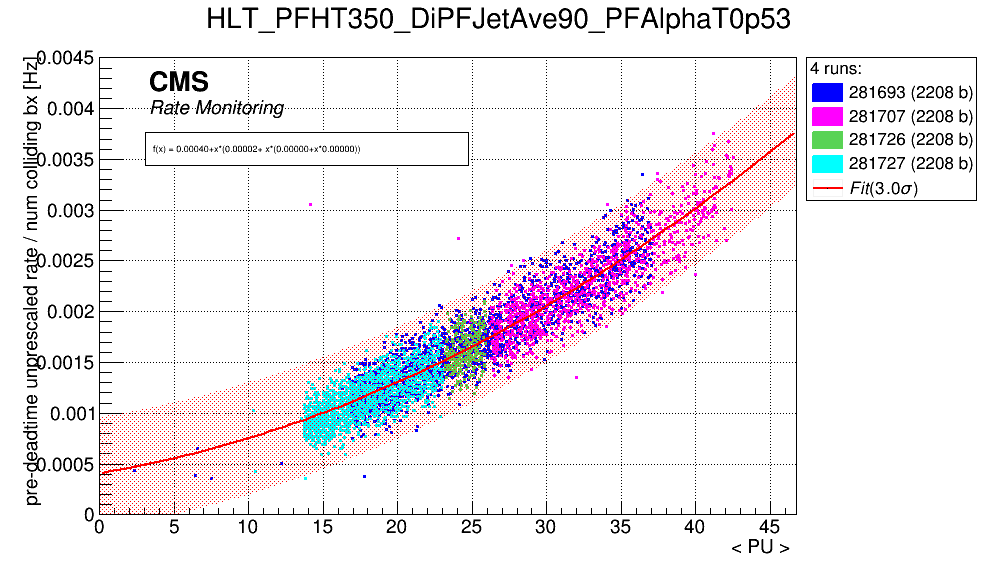 HLT_PFHT350_DiPFJetAve90_PFAlphaT0p53
pre-deadtime unprescaled rate / num colliding bx [Hz]
0.0045
0.004
0.0035
0.003
0.0025
0.002
0.0015
0.001
0.0005
0
CMS
Rate Monitoring
f(x) = 0.00040+x*(0.00002+ x*(0.00000+x*0.00000))
0 5 10 15 20 25 30 35 40 45
< PU >
4 runs:
281693 (2208 b)
281707 (2208 b)
281726 (2208 b)
281727 (2208 b)
Fit(3.0σ)